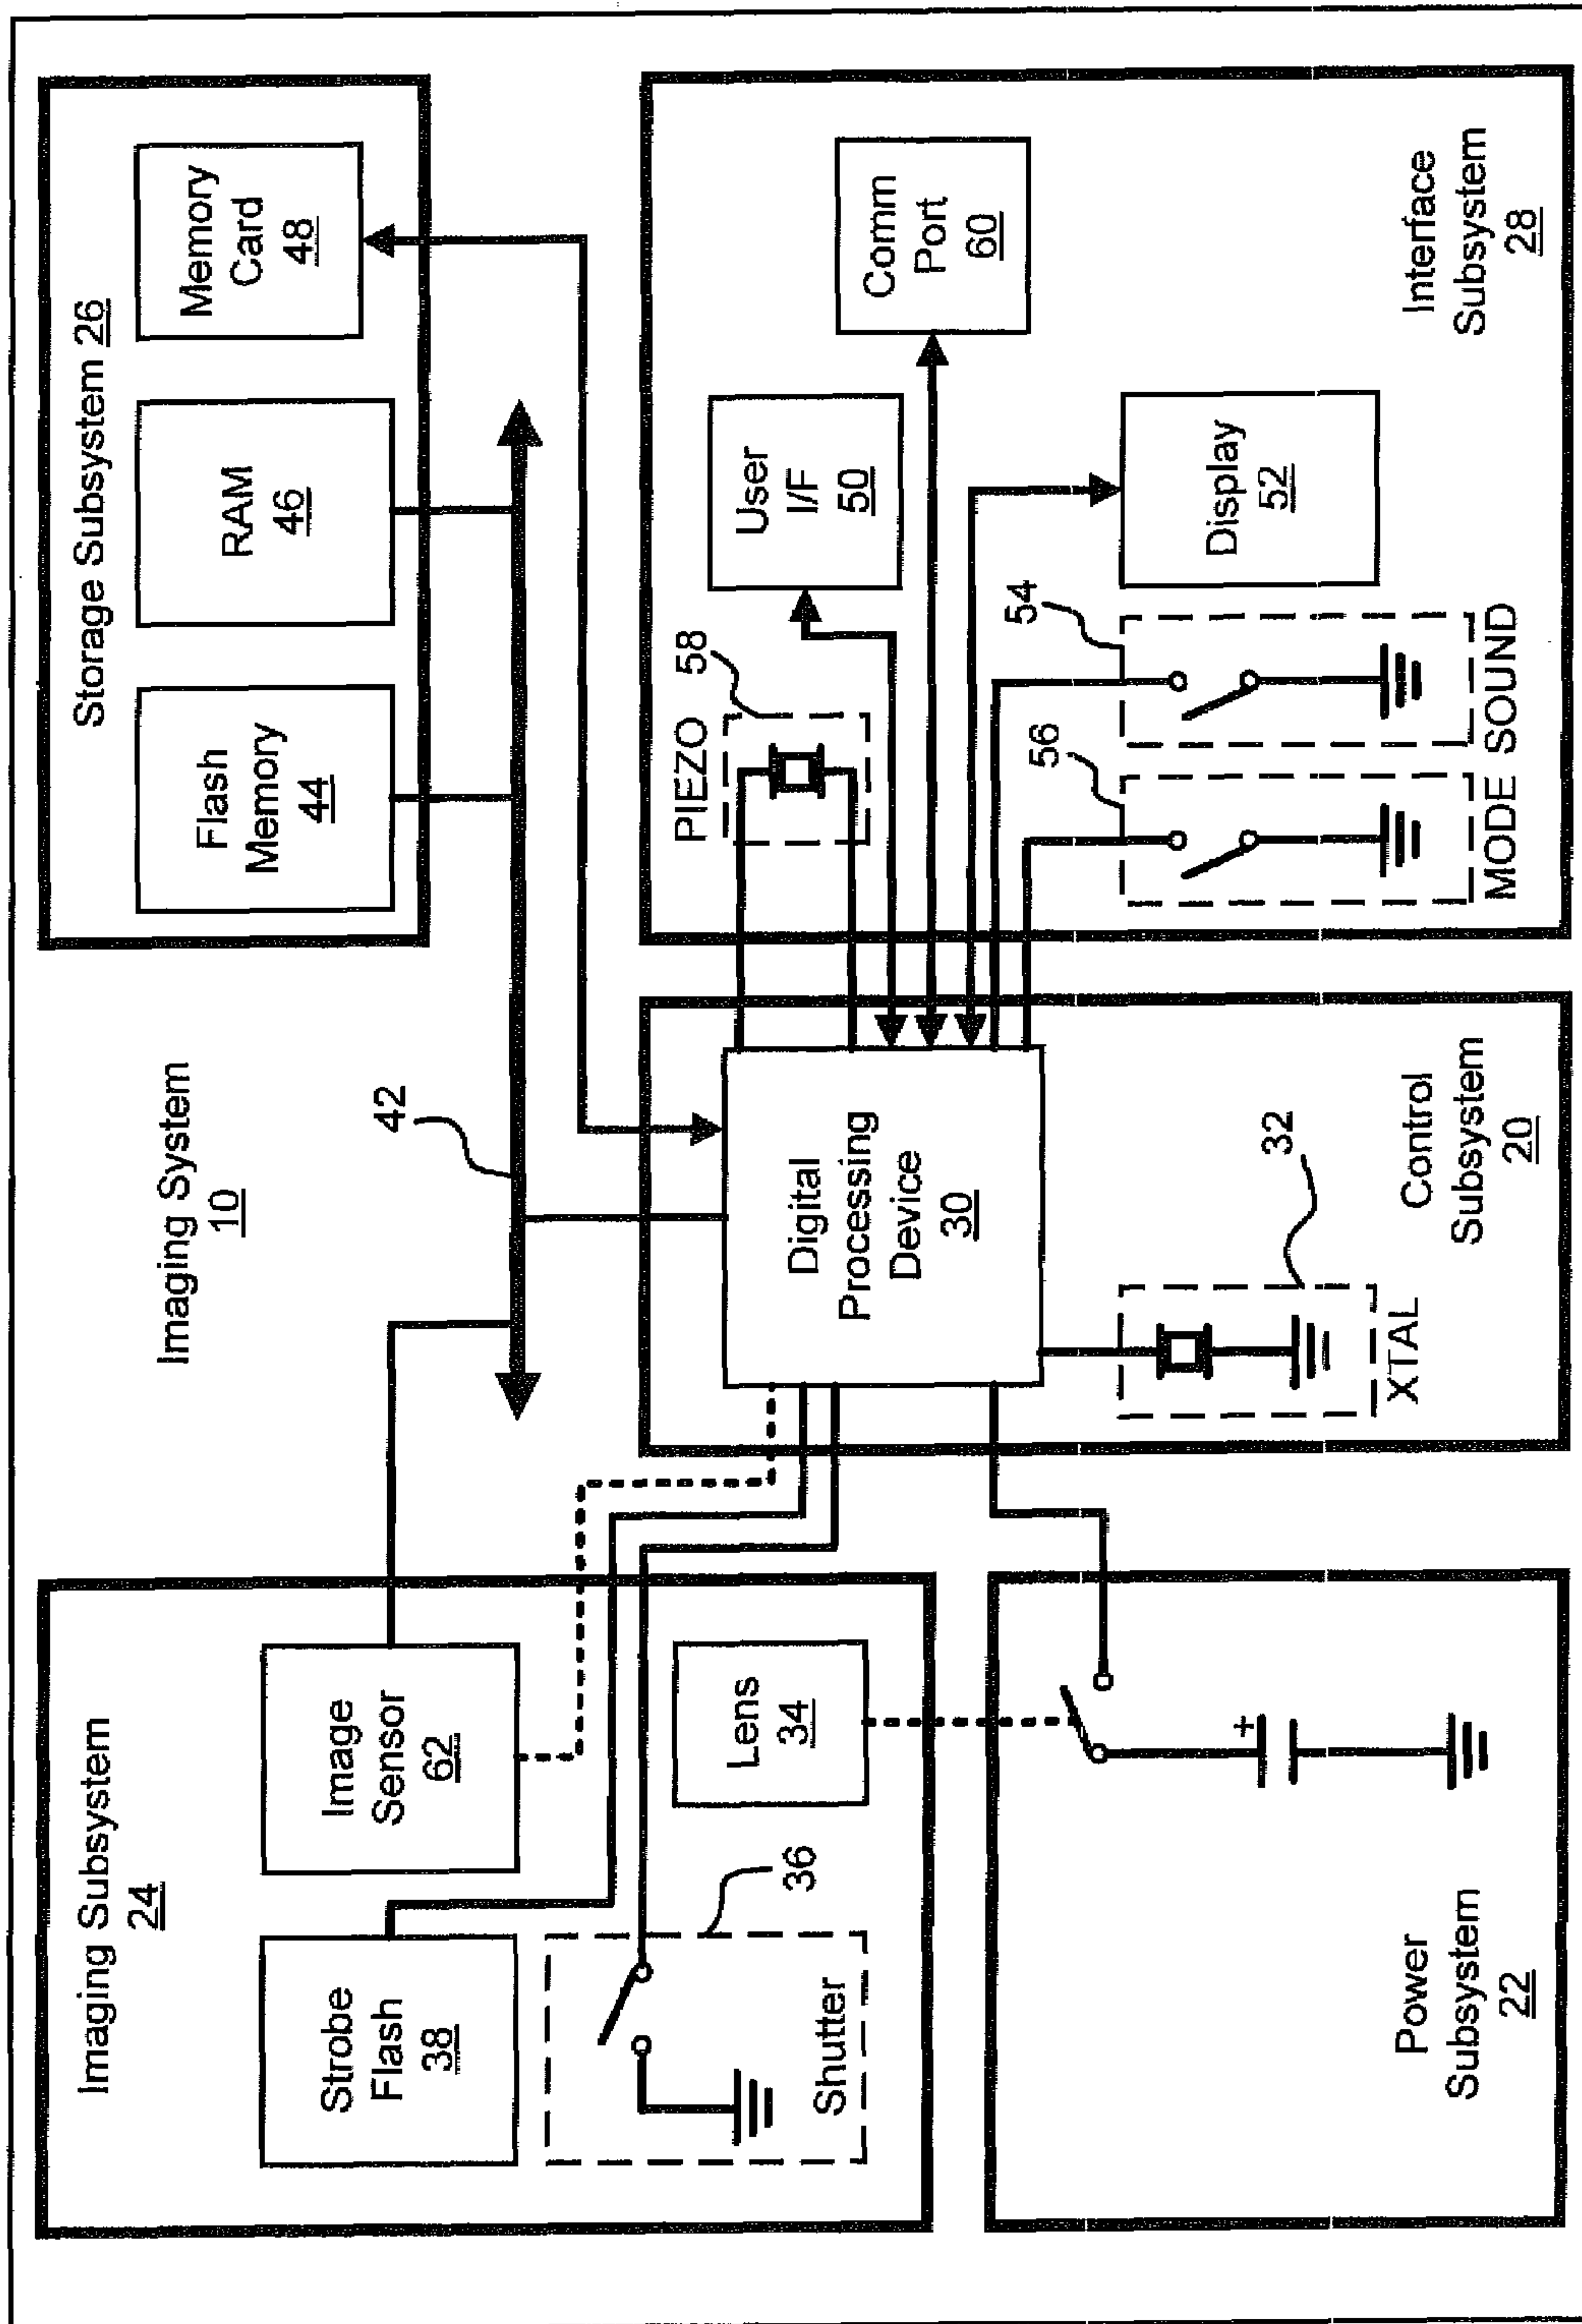 Imaging System
10
Imaging Subsystem
24
Strobe
Flash
38
Image
Sensor
62
Shutter
36
Lens
34
Power
Subsystem
22
42
Digital
Processing
Device
30
32
XTAL
Control
Subsystem
20
Storage Subsystem 26
Flash
Memory
44
RAM
46
Memory
Card
48
PIEZO
58
User
I/F
50
Comm
Port
60
56
54
MODE SOUND
Display
52
Interface
Subsystem
28
+